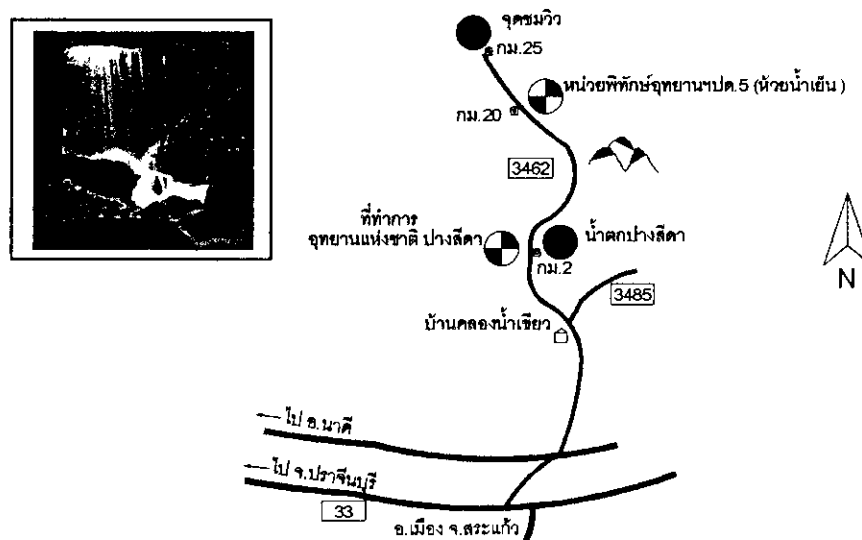 จุดชมวิว
กม.25
หน่วยพิทักษ์อุทยานฯปด.5 (ห้วยน้ำเย็น )
กม.20
3462
ที่ทำการ
อุทยานแห่งชาติ ปางสีดา
น้ำตกปางสีดา
กม.2
3485
N
บ้านคลองน้ำเขียว
ไป อ.นาดี
ไป จ.ปราจีนบุรี
33
อ.เมือง จ.สระแก้ว